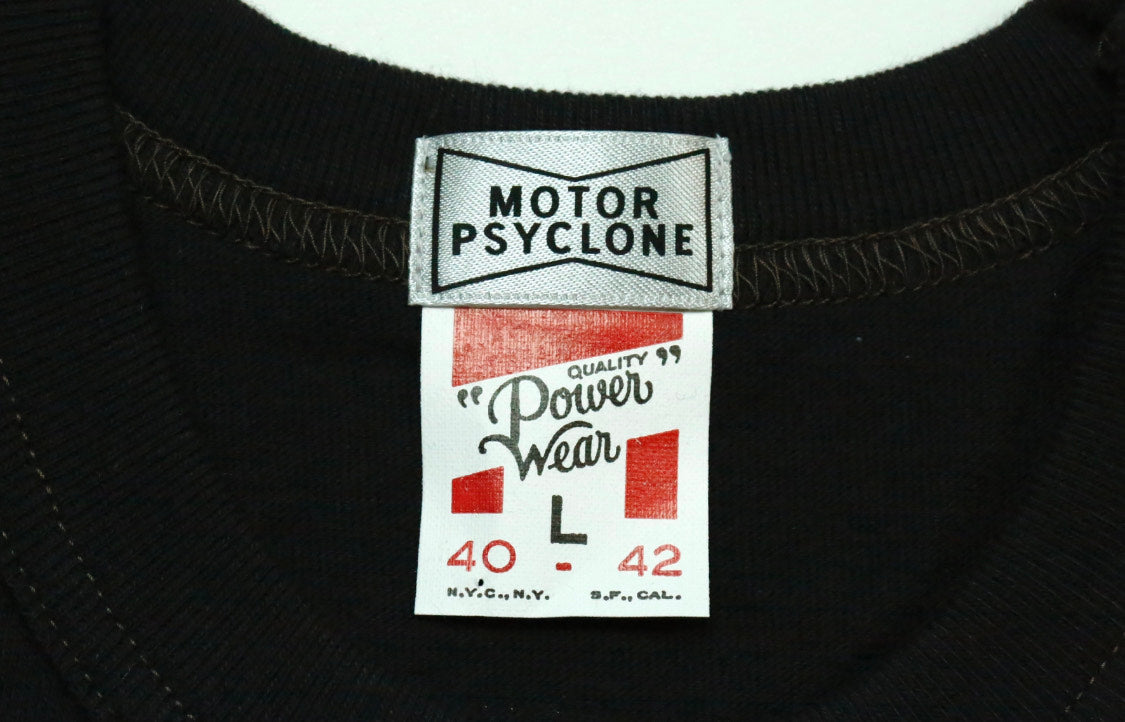 MOTOR
PSYCLONE
QUALITY
"Power"
Wear
L
40 - 42
N.Y.C., N.Y. S.F., CAL.